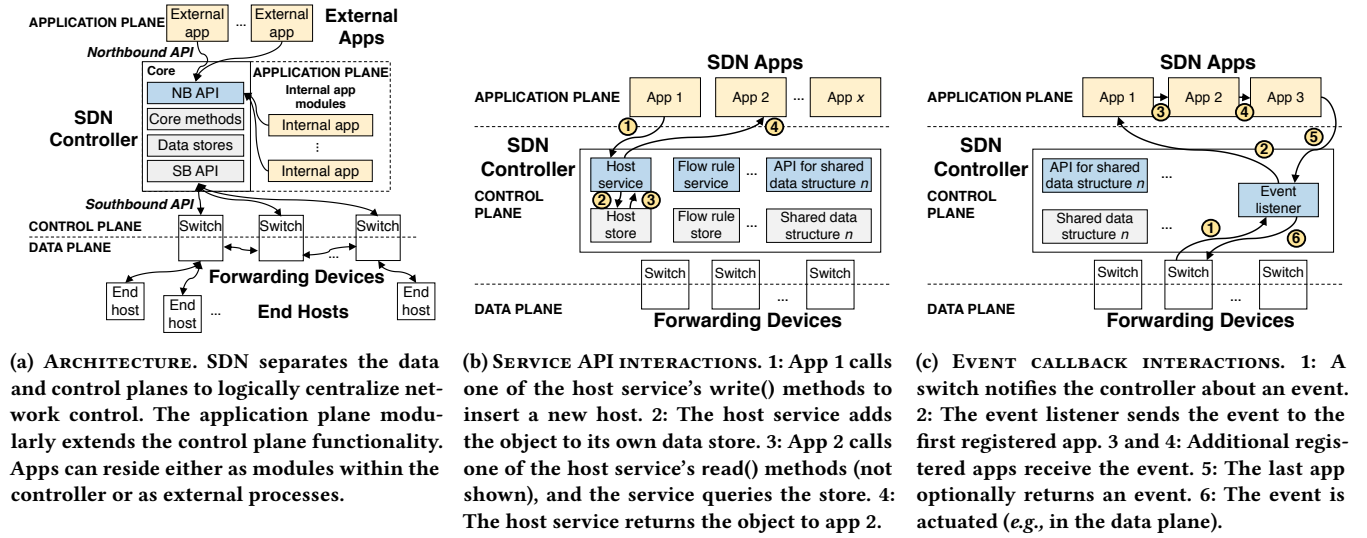 APPLICATION PLANE
External
app
...
External
app
External
Apps
Northbound API
Core
APPLICATION PLANE
NB API
Internal app
modules
SDN
Controller
Core methods
Internal app
Data stores
⋮
SB API
Internal app
Southbound API
CONTROL PLANE
Switch
Switch
Switch
DATA PLANE
...
Forwarding Devices
End
host
End
host
...
End Hosts
End
host
(a) ARCHITECTURE. SDN separates the data
and control planes to logically centralize net-
work control. The application plane modu-
larly extends the control plane functionality.
Apps can reside either as modules within the
controller or as external processes.
SDN Apps
APPLICATION PLANE
App 1
App 2
...
App x
1
4
SDN
Controller
CONTROL
PLANE
Host
service
Flow rule
service
...
API for shared
data structure n
2
3
Host
store
Flow rule
store
...
Shared data
structure n
Switch
Switch
Switch
...
DATA PLANE
Forwarding Devices
(b) SERVICE API INTERACTIONS. 1: App 1 calls
one of the host service's write() methods to
insert a new host. 2: The host service adds
the object to its own data store. 3: App 2 calls
one of the host service's read() methods (not
shown), and the service queries the store. 4:
The host service returns the object to app 2.
SDN Apps
APPLICATION PLANE
App 1
App 2
App 3
3
4
5
2
SDN
Controller
CONTROL
PLANE
API for shared
data structure n
...
Event
listener
Shared data
structure n
...
1
6
Switch
Switch
Switch
...
DATA PLANE
Forwarding Devices
(c) EVENT CALLBACK INTERACTIONS. 1: A
switch notifies the controller about an event.
2: The event listener sends the event to the
first registered app. 3 and 4: Additional regis-
tered apps receive the event. 5: The last app
optionally returns an event. 6: The event is
actuated (e.g., in the data plane).